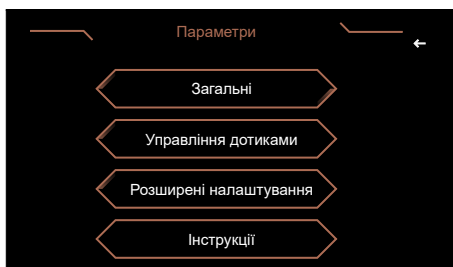 Параметри
Загальні
Управління дотиками
Розширені налаштування
Інструкції